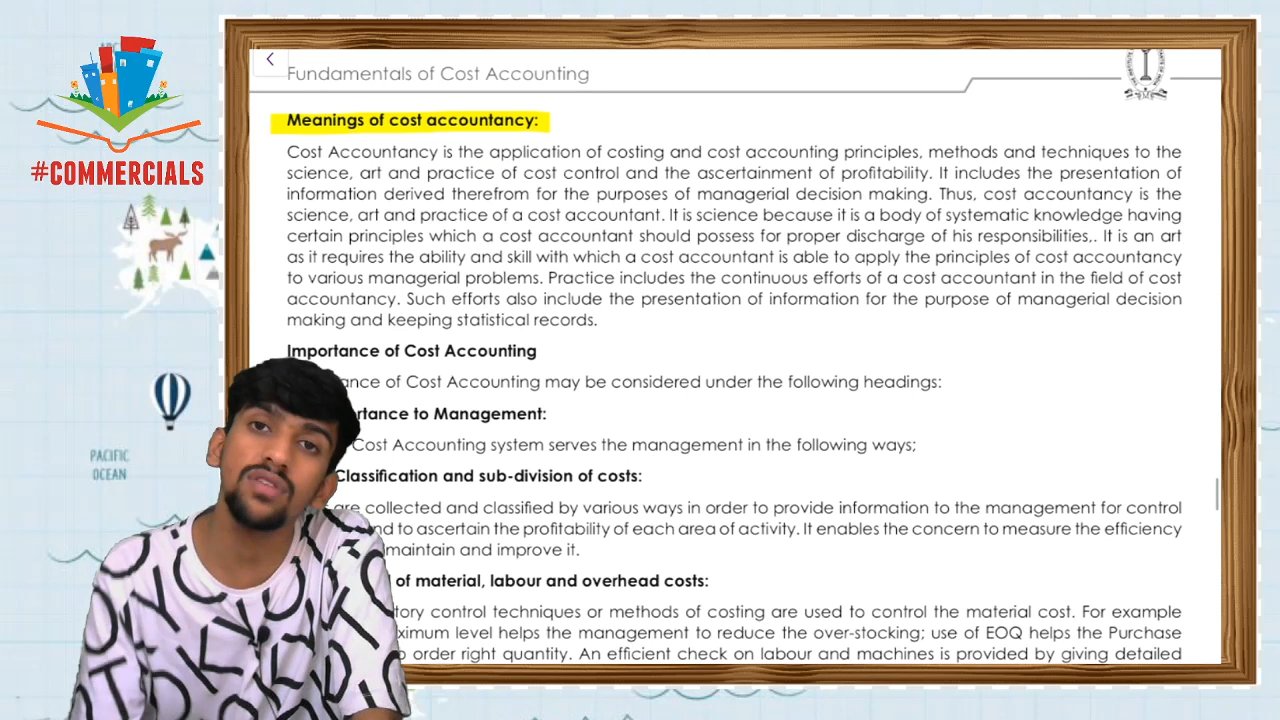 #COMMERCIALS
PACIFIC
OCEAN
Fundamentals of Cost Accounting
Meanings of cost accountancy:
Cost Accountancy is the application of costing and cost accounting principles, methods and techniques to the
science, art and practice of cost control and the ascertainment of profitability. It includes the presentation of
information derived therefrom for the purposes of managerial decision making. Thus, cost accountancy is the
science, art and practice of a cost accountant. It is science because it is a body of systematic knowledge having
certain principles which a cost accountant should possess for proper discharge of his responsibilities,. It is an art
as it requires the ability and skill with which a cost accountant is able to apply the principles of cost accountancy
to various managerial problems. Practice includes the continuous efforts of a cost accountant in the field of cost
accountancy. Such efforts also include the presentation of information for the purpose of managerial decision
making and keeping statistical records.
Importance of Cost Accounting
of Cost Accounting may be considered under the following headings:
to Management:
Cost Accounting system serves the management in the following ways;
Classification and sub-division of costs:
are collected and classified by various ways in order to provide information to the management for control
and to ascertain the profitability of each area of activity. It enables the concern to measure the efficiency
maintain and improve it.
of material, labour and overhead costs:
control techniques or methods of costing are used to control the material cost. For example
level helps the management to reduce the over-stocking; use of EOQ helps the Purchase
order right quantity. An efficient check on labour and machines is provided by giving detailed